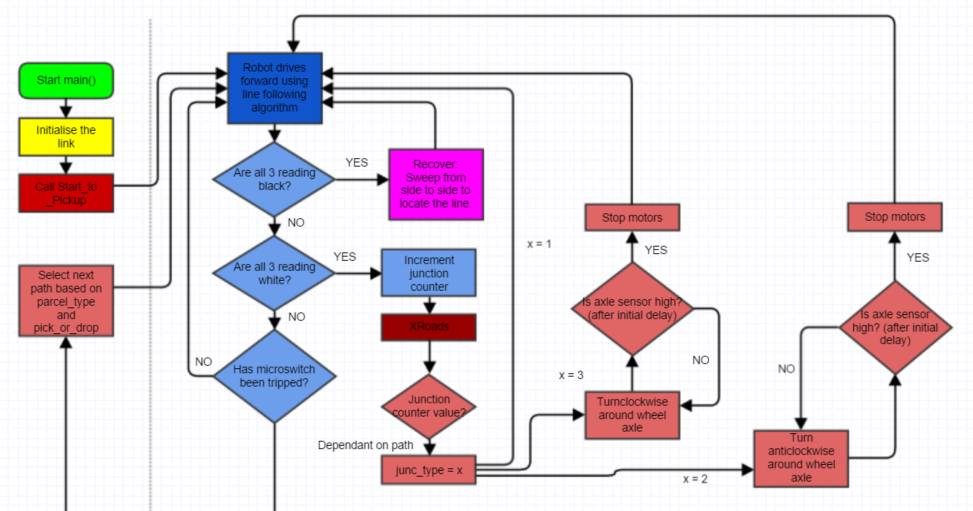 Start main()
Initialise the
link
Call Start_to
_Pickup
Select next
path based on
parcel_type
and
pick_or_drop
Robot drives
forward using
line following
algorithm
Are all 3 reading
black?
YES
Recover:
Sweep from
side to side to
locate the line.
NO
Are all 3 reading
white?
YES
Increment
junction
counter
NO
XRoads
Has microswitch
been tripped?
NO
Junction
counter value?
Dependant on path
junc_type = x
x = 1
x = 3
x = 2
Stop motors
YES
Is axle sensor high?
(after initial delay)
NO
Turnclockwise
around wheel
axle
Stop motors
YES
Is axle sensor
high? (after initial
delay)
NO
Turn
anticlockwise
around wheel
axle